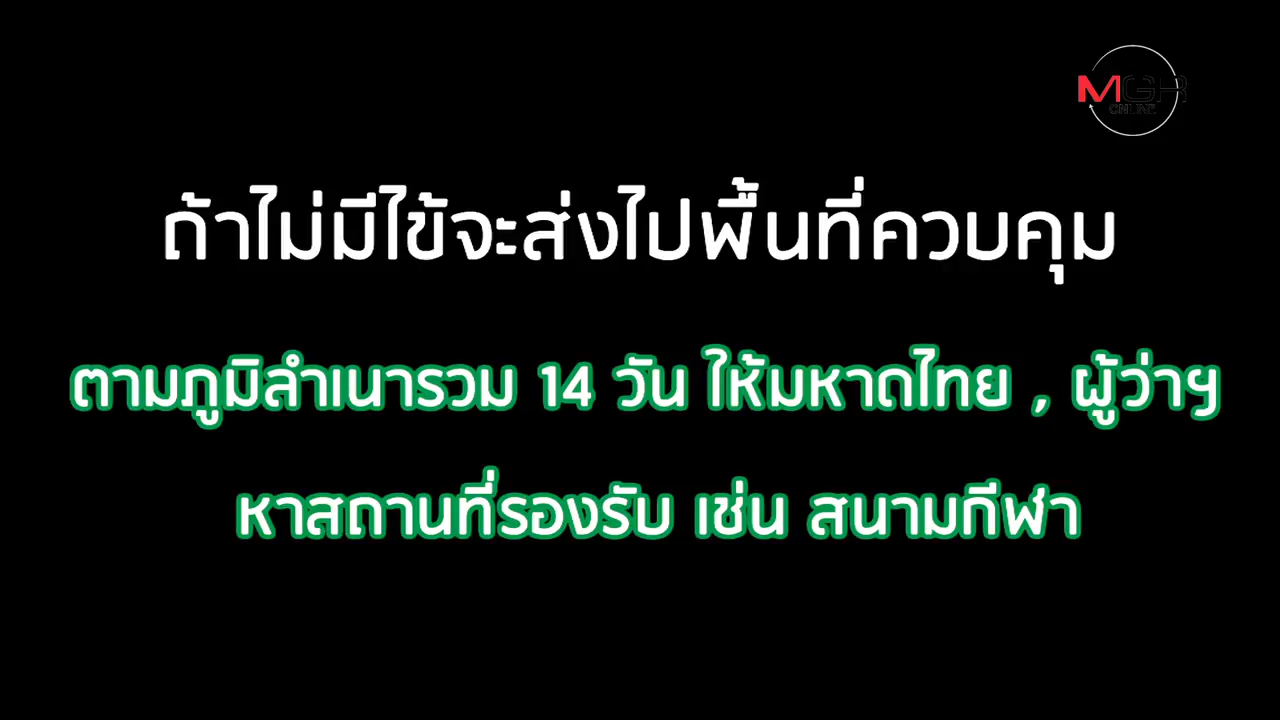 MGR
ONLINE
ถ้าไม่มีไข้จะส่งไปพื้นที่ควบคุม
ตามภูมิลำเนารวม 14 วัน ให้มหาดไทย , ผู้ว่าฯ
หาสถานที่รองรับ เช่น สนามกีฬา